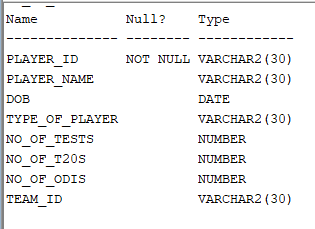 Name           Null?    Type
-------------- -------- ------------
PLAYER_ID      NOT NULL VARCHAR2(30)
PLAYER_NAME             VARCHAR2(30)
DOB                     DATE
TYPE_OF_PLAYER          VARCHAR2(30)
NO_OF_TESTS             NUMBER
NO_OF_T20S              NUMBER
NO_OF_ODIS              NUMBER
TEAM_ID                 VARCHAR2(30)